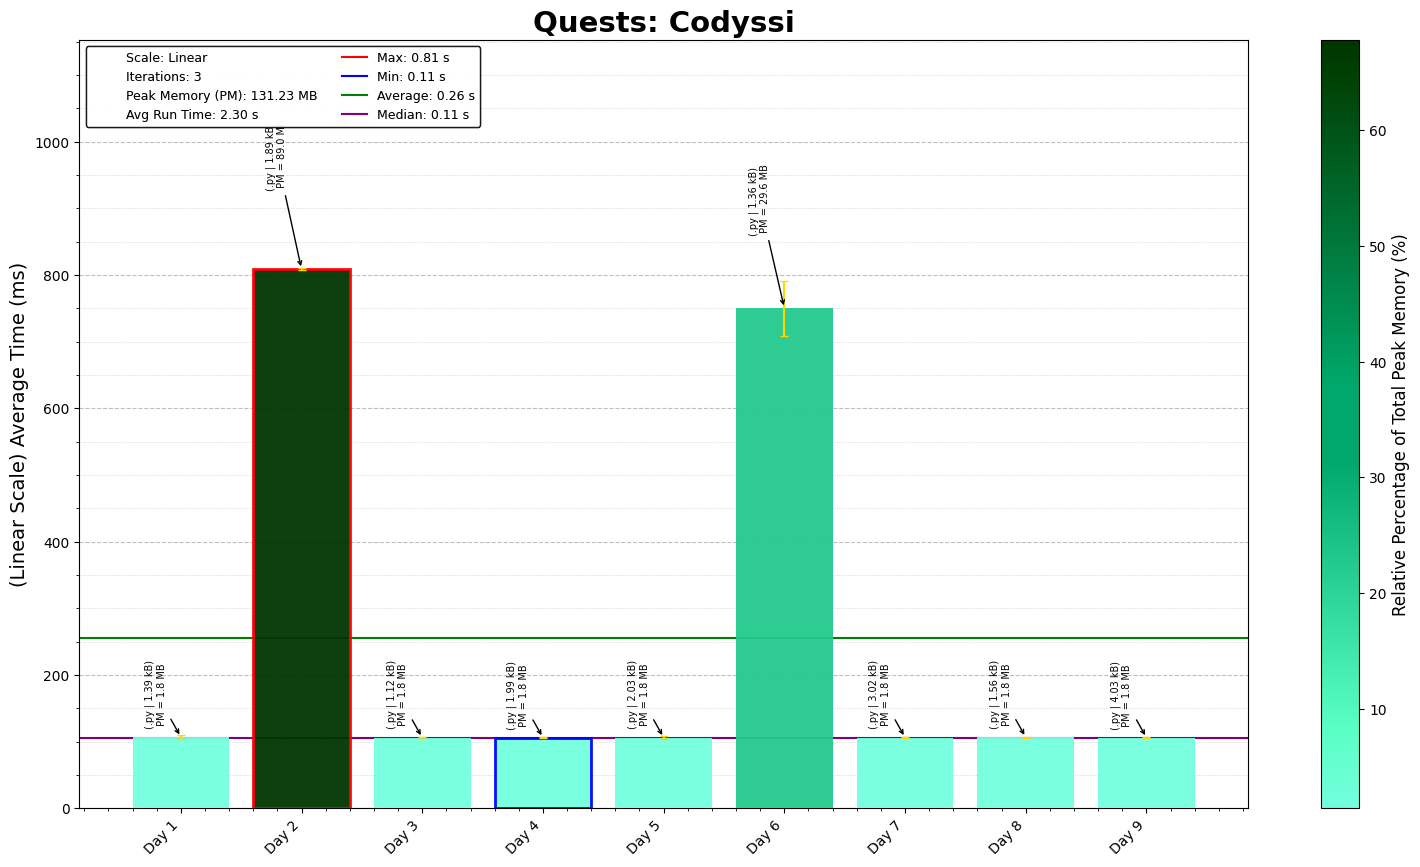 Quests: Codyssi
Scale: Linear
Iterations: 3
Peak Memory (PM): 131.23 MB
Avg Run Time: 2.30 s
Max: 0.81 s
Min: 0.11 s
Average: 0.26 s
Median: 0.11 s
(Linear Scale) Average Time (ms)
1000
800
600
400
200
0
(.py | 1.39 kB)
PM = 1.8 MB
(.py | 1.89 kB
PM = 89.0 M
(.py | 1.12 kB)
PM = 1.8 MB
(.py | 1.99 kB)
PM = 1.8 MB
(.py | 2.03 kB)
PM = 1.8 MB
(.py | 1.36 kB)
PM = 29.6 MB
(.py | 3.02 kB)
PM = 1.8 MB
(.py | 1.56 kB)
PM = 1.8 MB
(.py | 4.03 kB)
PM = 1.8 MB
Day 1
Day 2
Day 3
Day 4
Day 5
Day 6
Day 7
Day 8
Day 9
60
50
40
30
20
10
Relative Percentage of Total Peak Memory (%)